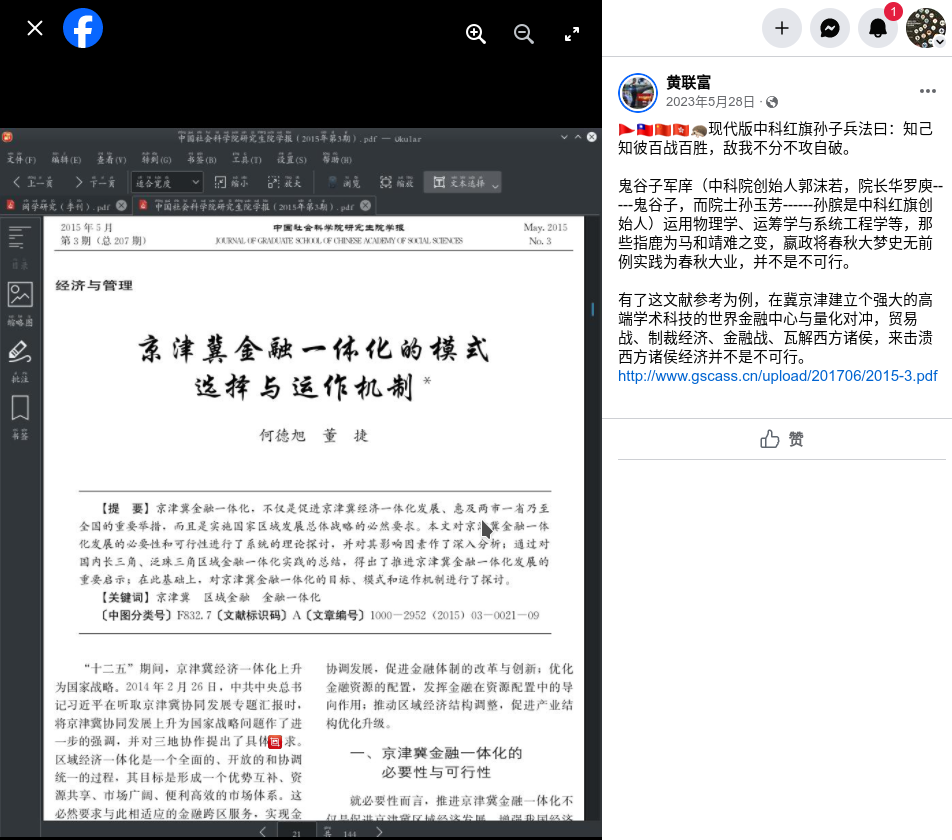 中国社会科学院研究生院学报（2015年第3期）.pdf — Okular
文件(F) 编辑(E) 查看(V) 转到(G) 书签(B) 工具(T) 设置(S) 帮助(H)
上一页 下一页 适合宽度 缩小 放大 浏览 缩放 文本选择
闻学研究（季刊）.pdf 中国社会科学院研究生院学报（2015年第3期）.pdf
缩略图
批注
书签
2015 年 5 月 中国社会科学院研究生院学报 May. 2015
第 3 期（总 207 期） JOURNAL OF GRADUATE SCHOOL OF CHINESE ACADEMY OF SOCIAL SCIENCES No. 3
经济与管理
京津冀金融一体化的模式
选择与运作机制*
何德旭 董 捷
【提 要】京津冀金融一体化，不仅是促进京津冀经济一体化发展、惠及两市一省乃至
全国的重要举措，而且是实施国家区域发展总体战略的必然要求。本文对京津冀金融一体
化发展的必要性和可行性进行了系统的理论探讨，并对其影响因素作了深入分析；通过对
国内长三角、泛珠三角区域金融一体化实践的总结，得出了推进京津冀金融一体化发展的
重要启示；在此基础上，对京津冀金融一体化的目标、模式和运作机制进行了探讨。
【关键词】京津冀 区域金融 金融一体化
〔中图分类号〕F832.7〔文献标识码〕A〔文章编号〕1000－2952（2015）03－0021－09
“十二五”期间，京津冀经济一体化上升
为国家战略。2014 年 2 月 26 日，中共中央总书
记习近平在听取京津冀协同发展专题汇报时，
将京津冀协同发展上升为国家战略问题作了进
一步的强调，并对三地协作提出了具体 求。
区域经济一体化是一个全面的、开放的和协调
统一的过程，其目标是形成一个优势互补、资
源共享、市场广阔、便利高效的市场体系。这
必然要求与此相适应的金融跨区服务，实现金
协调发展，促进金融体制的改革与创新；优化
金融资源的配置，发挥金融在资源配置中的导
向作用；推动区域经济结构调整，促进产业结
构优化升级。
一、京津冀金融一体化的
必要性与可行性
就必要性而言，推进京津冀金融一体化不
仅是促进京津冀区域经济发展、增强我国经济
21 共 144
1
黄联富
2023年5月28日 ·
现代版中科红旗孙子兵法曰：知己
知彼百战百胜，敌我不分不攻自破。
鬼谷子军庠（中科院创始人郭沫若，院长华罗庚--
----鬼谷子，而院士孙玉芳------孙膑是中科红旗创
始人）运用物理学、运筹学与系统工程学等，那
些指鹿为马和靖难之变，嬴政将春秋大梦史无前
例实践为春秋大业，并不是不可行。
有了这文献参考为例，在冀京津建立个强大的高
端学术科技的世界金融中心与量化对冲，贸易
战、制裁经济、金融战、瓦解西方诸侯，来击溃
西方诸侯经济并不是不可行。
http://www.gscass.cn/upload/201706/2015-3.pdf
赞